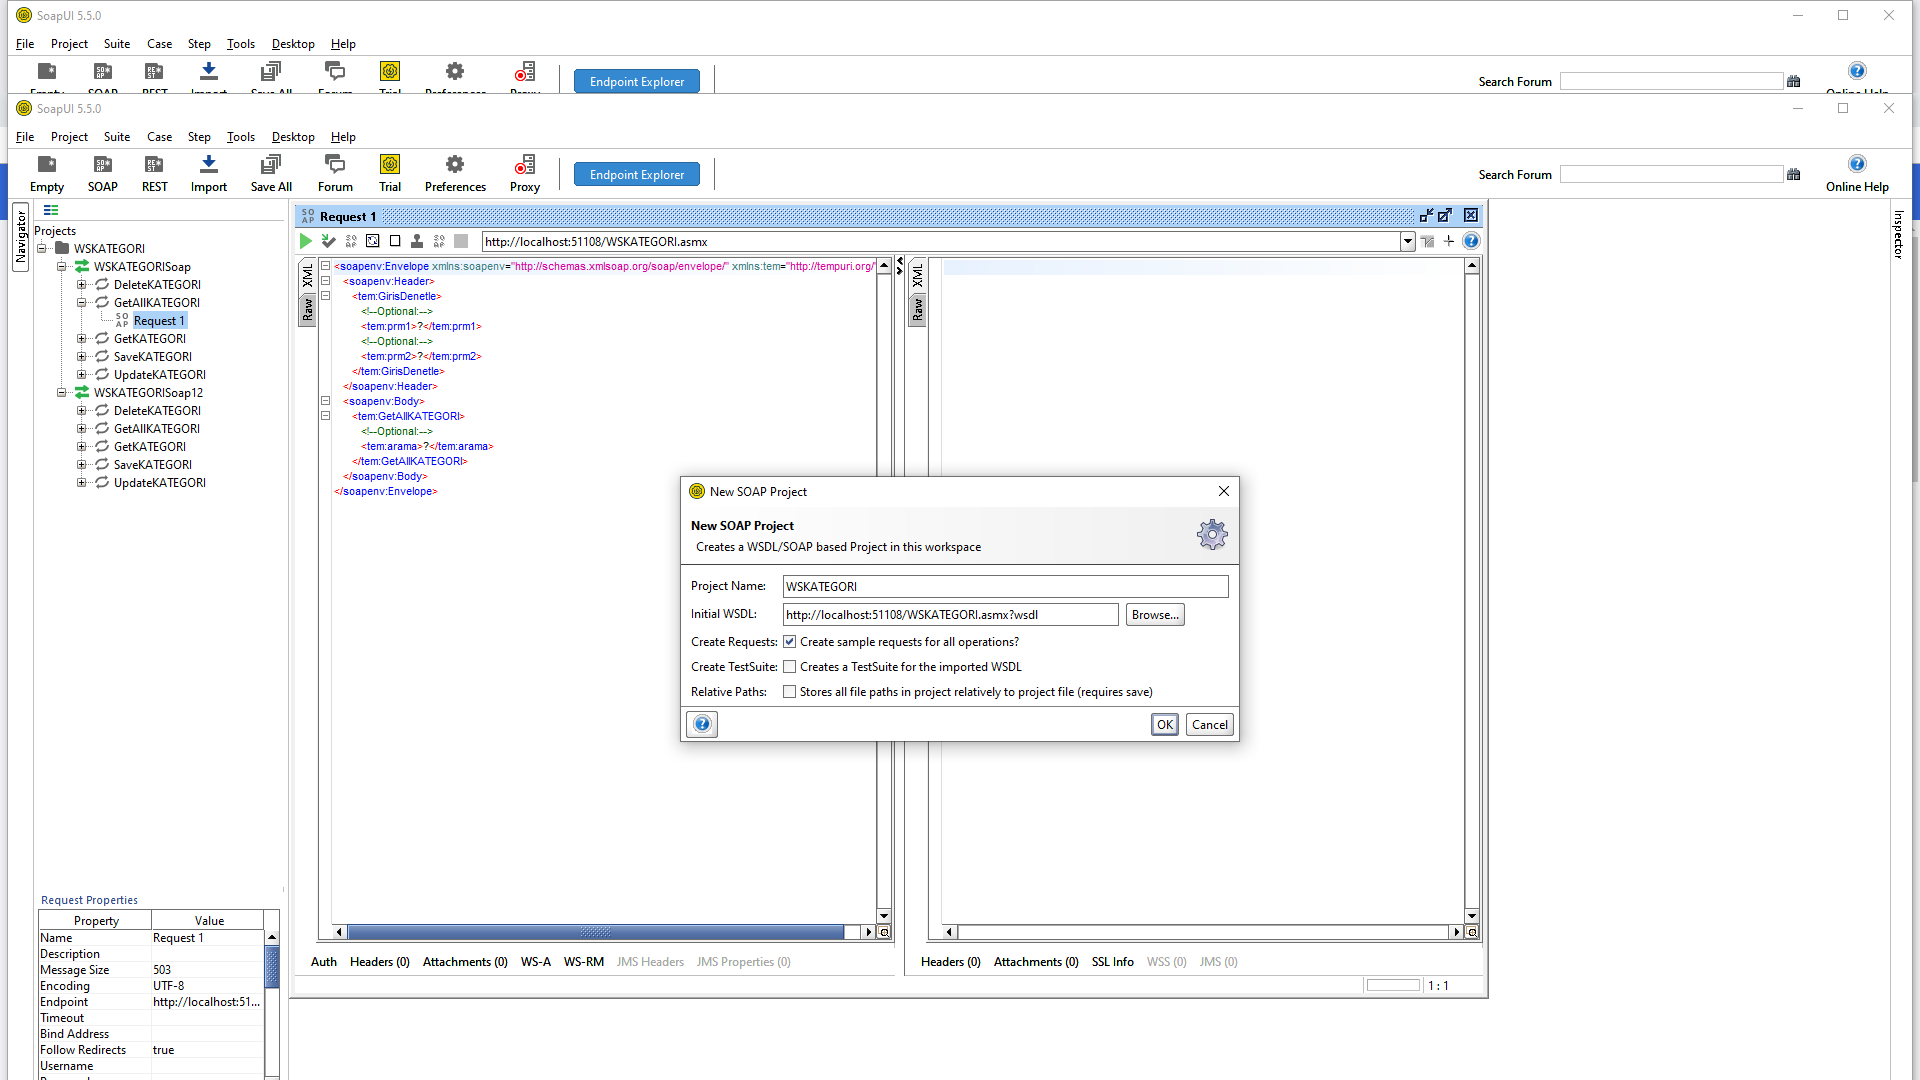 SoapUI 5.5.0
File Project Suite Case Step Tools Desktop Help
Endpoint Explorer
Search Forum
SoapUI 5.5.0
File Project Suite Case Step Tools Desktop Help
Empty SOAP REST Import Save All Forum Trial Preferences Proxy
Endpoint Explorer
Search Forum
Online Help
Navigator
Projects
WSKATEGORI
WSKATEGORISoap
DeleteKATEGORI
GetAllKATEGORI
Request 1
GetKATEGORI
SaveKATEGORI
UpdateKATEGORI
WSKATEGORISoap12
DeleteKATEGORI
GetAllKATEGORI
GetKATEGORI
SaveKATEGORI
UpdateKATEGORI
Request Properties
Property Value
Name Request 1
Description
Message Size 503
Encoding UTF-8
Endpoint http://localhost:51...
Timeout
Bind Address
Follow Redirects true
Username
Request 1
http://localhost:51108/WSKATEGORI.asmx
XML
Raw
<soapenv:Envelope xmlns:soapenv="http://schemas.xmlsoap.org/soap/envelope/" xmlns:tem="http://tempuri.org/
<soapenv:Header>
<tem:GirisDenetle>
<!--Optional:-->
<tem:prm1>?</tem:prm1>
<!--Optional:-->
<tem:prm2>?</tem:prm2>
</tem:GirisDenetle>
</soapenv:Header>
<soapenv:Body>
<tem:GetAllKATEGORI>
<!--Optional:-->
<tem:arama>?</tem:arama>
</tem:GetAllKATEGORI>
</soapenv:Body>
</soapenv:Envelope>
Auth Headers (0) Attachments (0) WS-A WS-RM JMS Headers JMS Properties (0)
XML
Raw
Headers (0) Attachments (0) SSL Info WSS (0) JMS (0)
1 : 1
Inspector
New SOAP Project
New SOAP Project
Creates a WSDL/SOAP based Project in this workspace
Project Name: WSKATEGORI
Initial WSDL: http://localhost:51108/WSKATEGORI.asmx?wsdl Browse...
Create Requests: Create sample requests for all operations?
Create TestSuite: Creates a TestSuite for the imported WSDL
Relative Paths: Stores all file paths in project relatively to project file (requires save)
OK Cancel